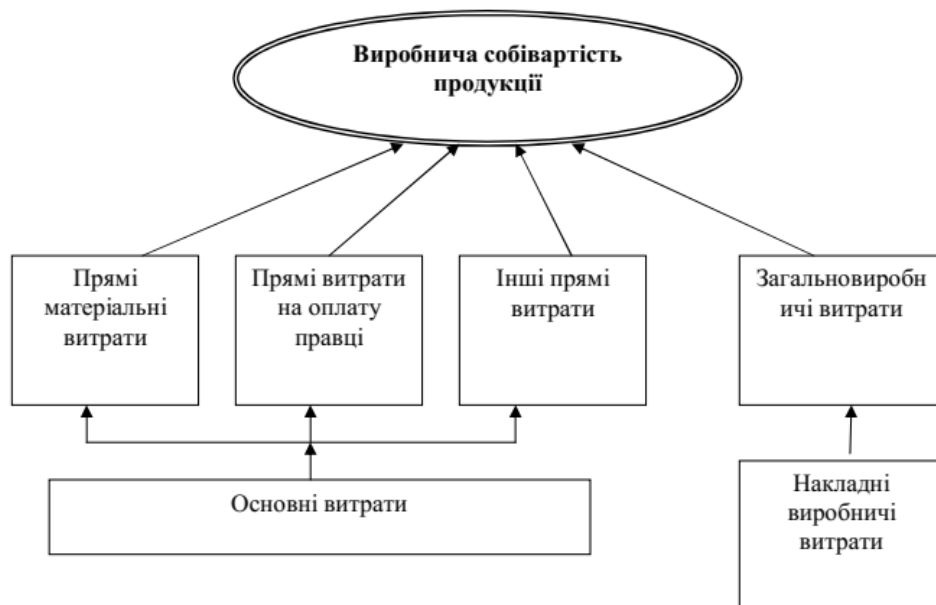 Виробнича собівартість
продукції
Прямі
матеріальні
витрати
Прямі витрати
на оплату
правці
Інші прямі
витрати
Загальновиробн
ичі витрати
Основні витрати
Накладні
виробничі
витрати